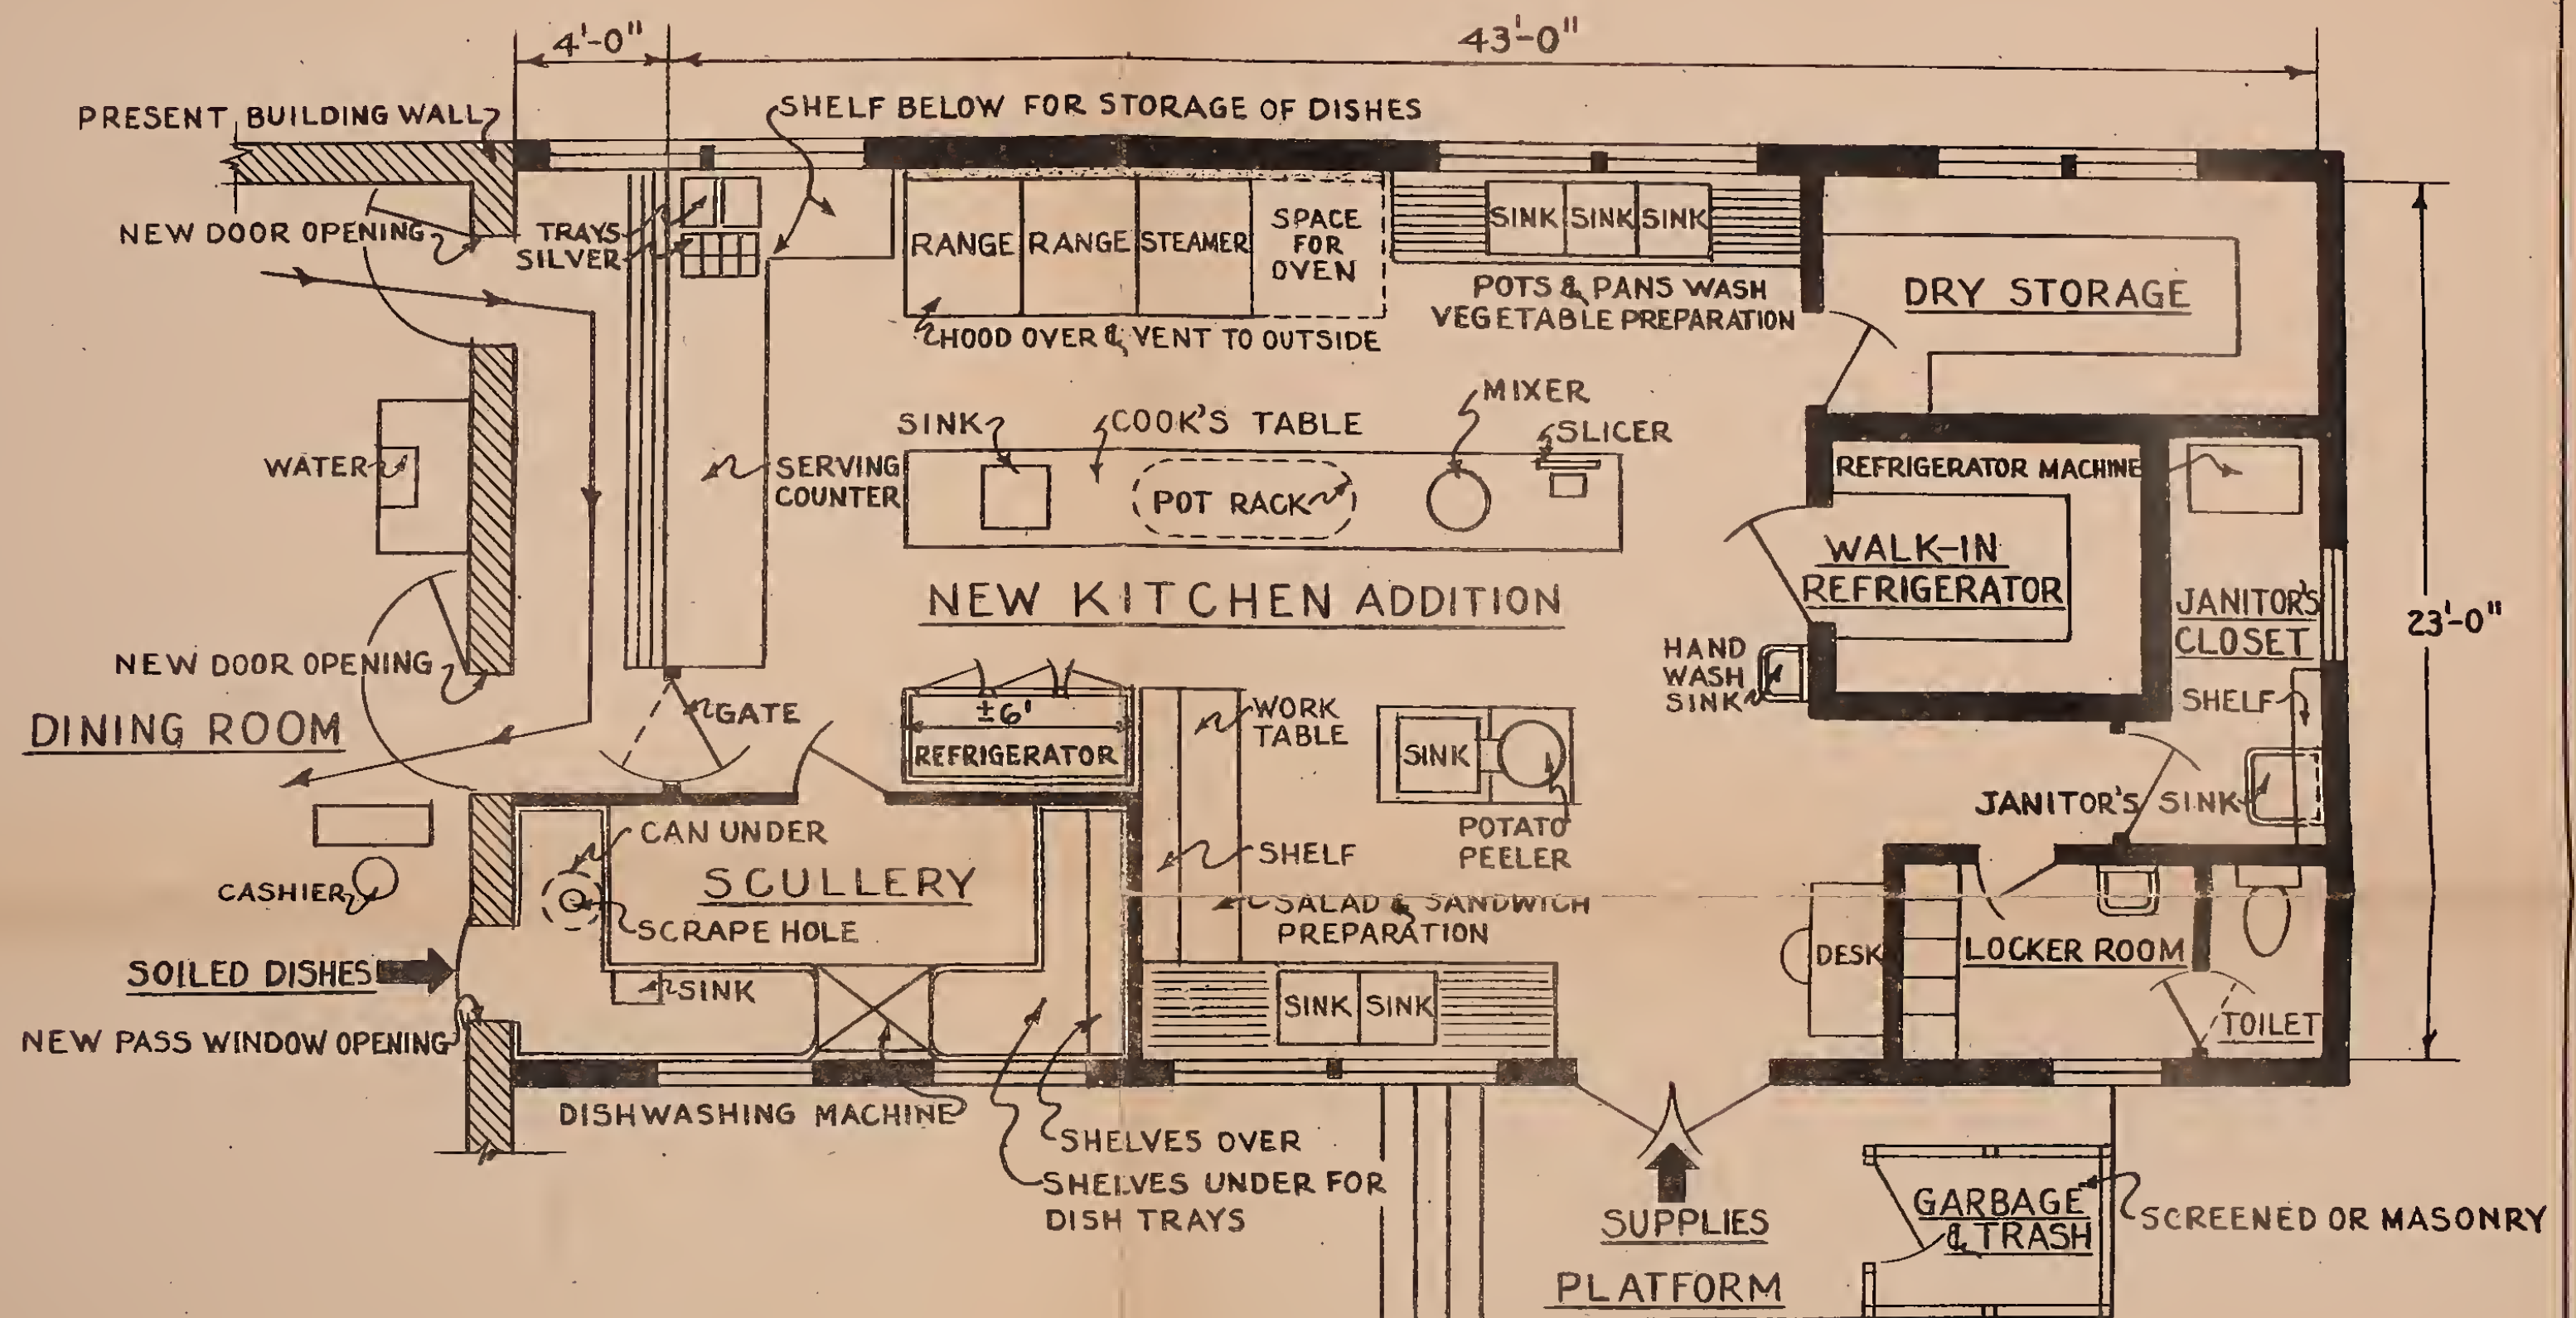 4'-0"
43'-0"
PRESENT BUILDING WALL
SHELF BELOW FOR STORAGE OF DISHES
NEW DOOR OPENING
TRAYS
SILVER
RANGE
RANGE
STEAMER
SPACE
FOR
OVEN
SINK
SINK
SINK
POTS & PANS WASH
VEGETABLE PREPARATION
DRY STORAGE
HOOD OVER & VENT TO OUTSIDE
WATER
SERVING
COUNTER
SINK
COOK'S TABLE
POT RACK
MIXER
SLICER
REFRIGERATOR MACHINE
WALK-IN
REFRIGERATOR
JANITOR'S
CLOSET
23'-0"
NEW KITCHEN ADDITION
NEW DOOR OPENING
DINING ROOM
GATE
±6'
REFRIGERATOR
WORK
TABLE
SINK
POTATO
PEELER
HAND
WASH
SINK
SHELF
JANITOR'S SINK
CAN UNDER
SCULLERY
SCRAPE HOLE
CASHIER
SHELF
SALAD & SANDWICH
PREPARATION
DESK
LOCKER ROOM
TOILET
SOILED DISHES
SINK
SINK
SINK
NEW PASS WINDOW OPENING
DISHWASHING MACHINE
SHELVES OVER
SHELVES UNDER FOR
DISH TRAYS
SUPPLIES
PLATFORM
GARBAGE
& TRASH
SCREENED OR MASONRY